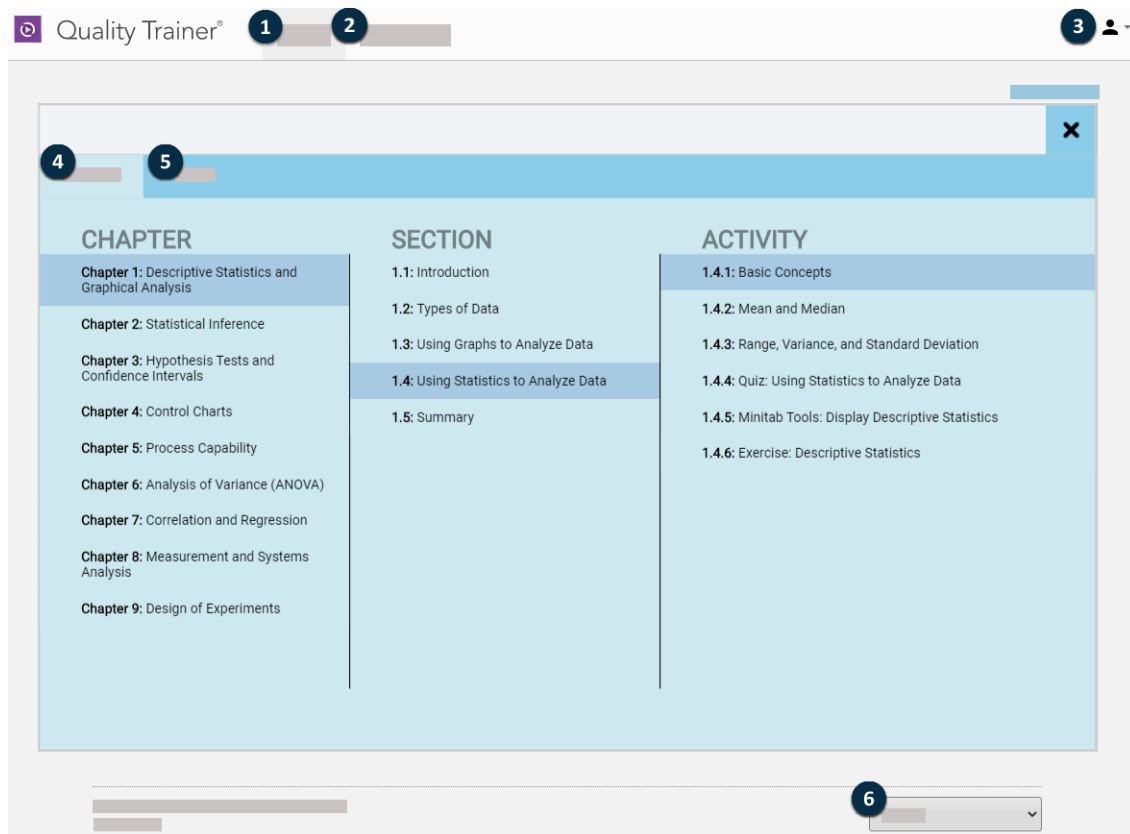 Quality Trainer®
1
2
3
4
5
CHAPTER
Chapter 1: Descriptive Statistics and
Graphical Analysis
Chapter 2: Statistical Inference
Chapter 3: Hypothesis Tests and
Confidence Intervals
Chapter 4: Control Charts
Chapter 5: Process Capability
Chapter 6: Analysis of Variance (ANOVA)
Chapter 7: Correlation and Regression
Chapter 8: Measurement and Systems
Analysis
Chapter 9: Design of Experiments
SECTION
1.1: Introduction
1.2: Types of Data
1.3: Using Graphs to Analyze Data
1.4: Using Statistics to Analyze Data
1.5: Summary
ACTIVITY
1.4.1: Basic Concepts
1.4.2: Mean and Median
1.4.3: Range, Variance, and Standard Deviation
1.4.4: Quiz: Using Statistics to Analyze Data
1.4.5: Minitab Tools: Display Descriptive Statistics
1.4.6: Exercise: Descriptive Statistics
6